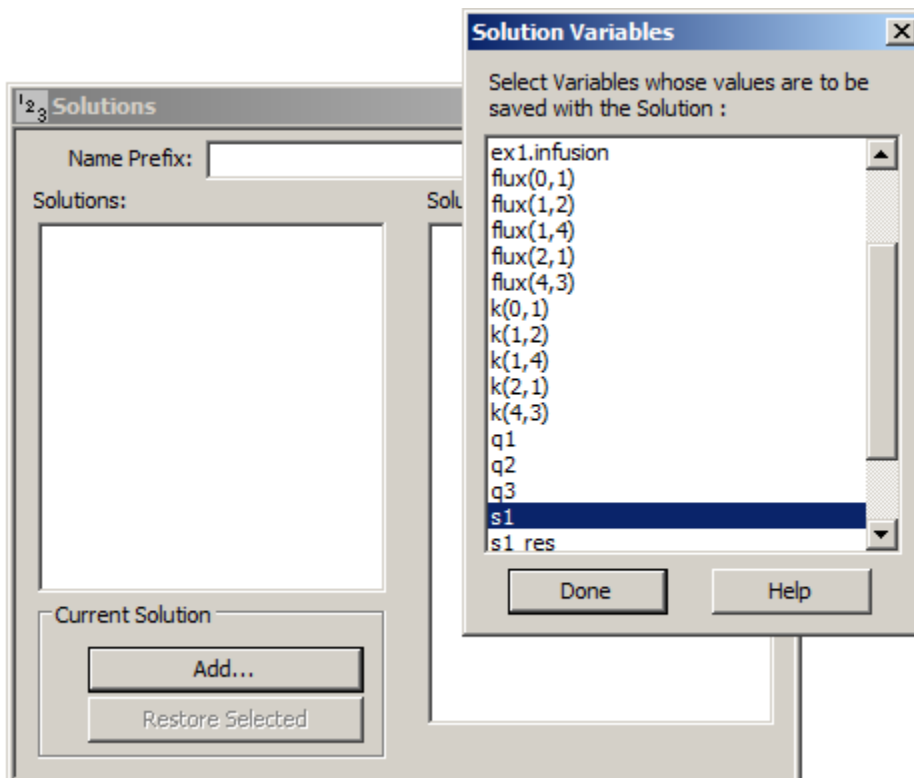 Solution Variables
Select Variables whose values are to be
saved with the Solution :
ex1.infusion
flux(0,1)
flux(1,2)
flux(1,4)
flux(2,1)
flux(4,3)
k(0,1)
k(1,2)
k(1,4)
k(2,1)
k(4,3)
q1
q2
q3
s1
s1_res
Done
Help
123 Solutions
Name Prefix:
Solutions:
Solu
Current Solution
Add...
Restore Selected